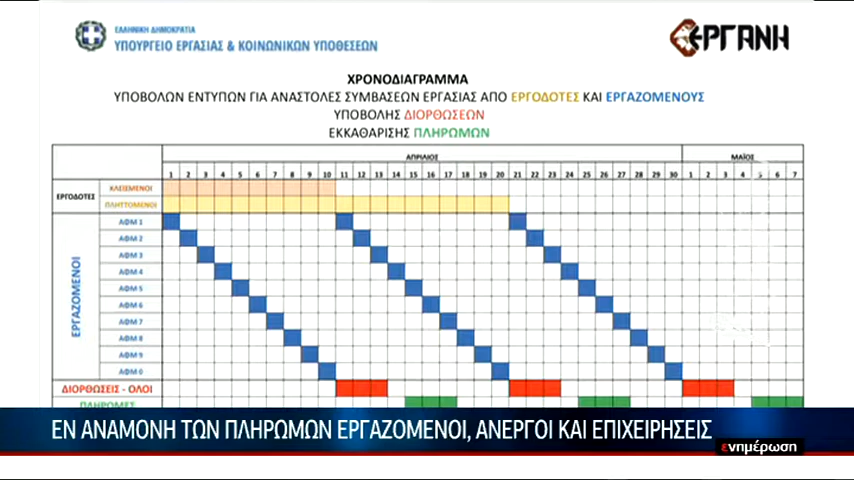 ΕΛΛΗΝΙΚΗ ΔΗΜΟΚΡΑΤΙΑ
ΥΠΟΥΡΓΕΙΟ ΕΡΓΑΣΙΑΣ & ΚΟΙΝΩΝΙΚΩΝ ΥΠΟΘΕΣΕΩΝ
ΕΡΓΑΝΗ
ΧΡΟΝΟΔΙΑΓΡΑΜΜΑ
ΥΠΟΒΟΛΩΝ ΕΝΤΥΠΩΝ ΓΙΑ ΑΝΑΣΤΟΛΕΣ ΣΥΜΒΑΣΕΩΝ ΕΡΓΑΣΙΑΣ ΑΠΟ ΕΡΓΟΔΟΤΕΣ ΚΑΙ ΕΡΓΑΖΟΜΕΝΟΥΣ
ΥΠΟΒΟΛΗΣ ΔΙΟΡΘΩΣΕΩΝ
ΕΚΚΑΘΑΡΙΣΗΣ ΠΛΗΡΩΜΩΝ
ΑΠΡΙΛΙΟΣ ΜΑΪΟΣ
1 2 3 4 5 6 7 8 9 10 11 12 13 14 15 16 17 18 19 20 21 22 23 24 25 26 27 28 29 30 1 2 3 4 5 6 7
ΕΡΓΟΔΟΤΕΣ
ΚΛΕΙΣΜΕΝΟΙ
ΠΛΗΤΤΟΜΕΝΟΙ
ΕΡΓΑΖΟΜΕΝΟΙ
ΑΦΜ 1
ΑΦΜ 2
ΑΦΜ 3
ΑΦΜ 4
ΑΦΜ 5
ΑΦΜ 6
ΑΦΜ 7
ΑΦΜ 8
ΑΦΜ 9
ΑΦΜ 0
ΔΙΟΡΘΩΣΕΙΣ - ΟΛΟΙ
ΠΛΗΡΩΜΕΣ
ΕΝ ΑΝΑΜΟΝΗ ΤΩΝ ΠΛΗΡΩΜΩΝ ΕΡΓΑΖΟΜΕΝΟΙ, ΑΝΕΡΓΟΙ ΚΑΙ ΕΠΙΧΕΙΡΗΣΕΙΣ
ενημέρωση